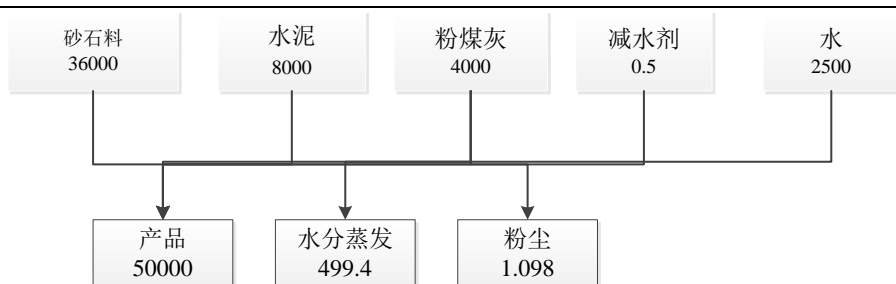 砂石料
36000
水泥
8000
粉煤灰
4000
减水剂
0.5
水
2500
产品
50000
水分蒸发
499.4
粉尘
1.098